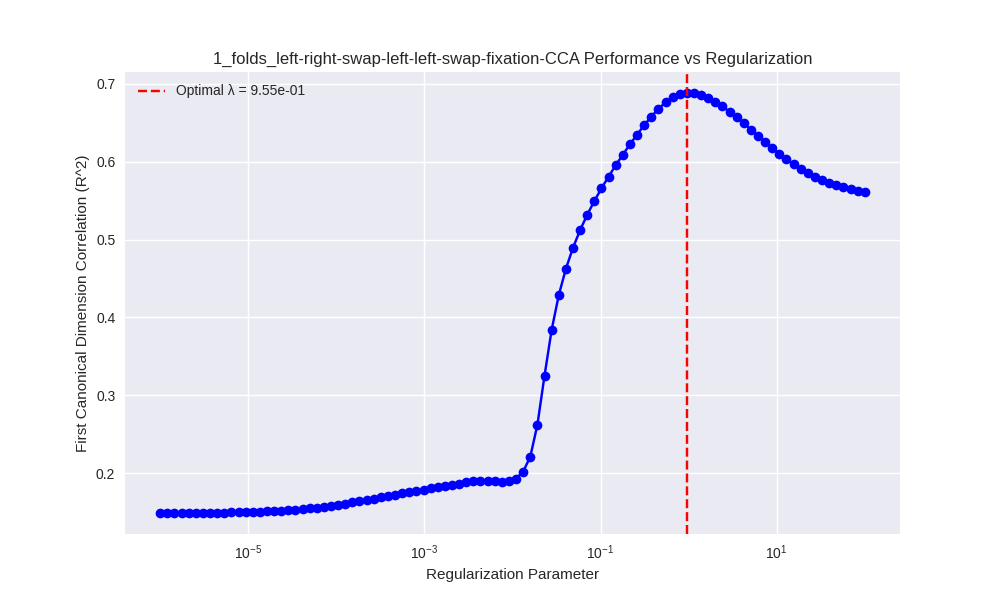 1_folds_left-right-swap-left-left-swap-fixation-CCA Performance vs Regularization
Optimal λ = 9.55e-01
First Canonical Dimension Correlation (R^2)
0.7
0.6
0.5
0.4
0.3
0.2
10⁻⁵
10⁻³
10⁻¹
10¹
Regularization Parameter